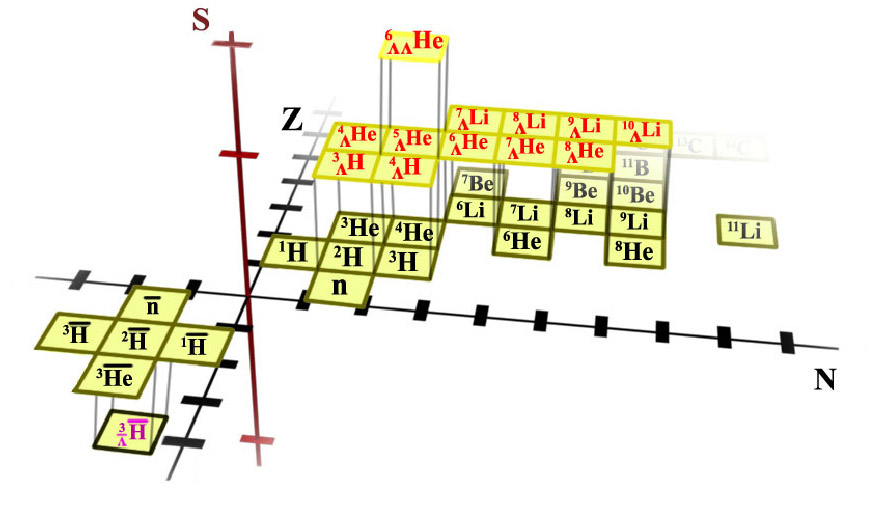 S
⁶ΛΛHe
Z
⁷ΛLi ⁸ΛLi ⁹ΛLi ¹⁰ΛLi
⁴ΛHe ⁵ΛHe ⁶ΛHe ⁷ΛHe ⁸ΛHe
³ΛH ⁴ΛH
¹¹B
⁷Be ⁹Be ¹⁰Be
⁶Li ⁷Li ⁸Li ⁹Li ¹¹Li
³He ⁴He ⁶He ⁸He
¹H ²H ³H
n
n̅
³H̅ ²H̅ ¹H̅
³H̅e̅
³ΛH̅
N